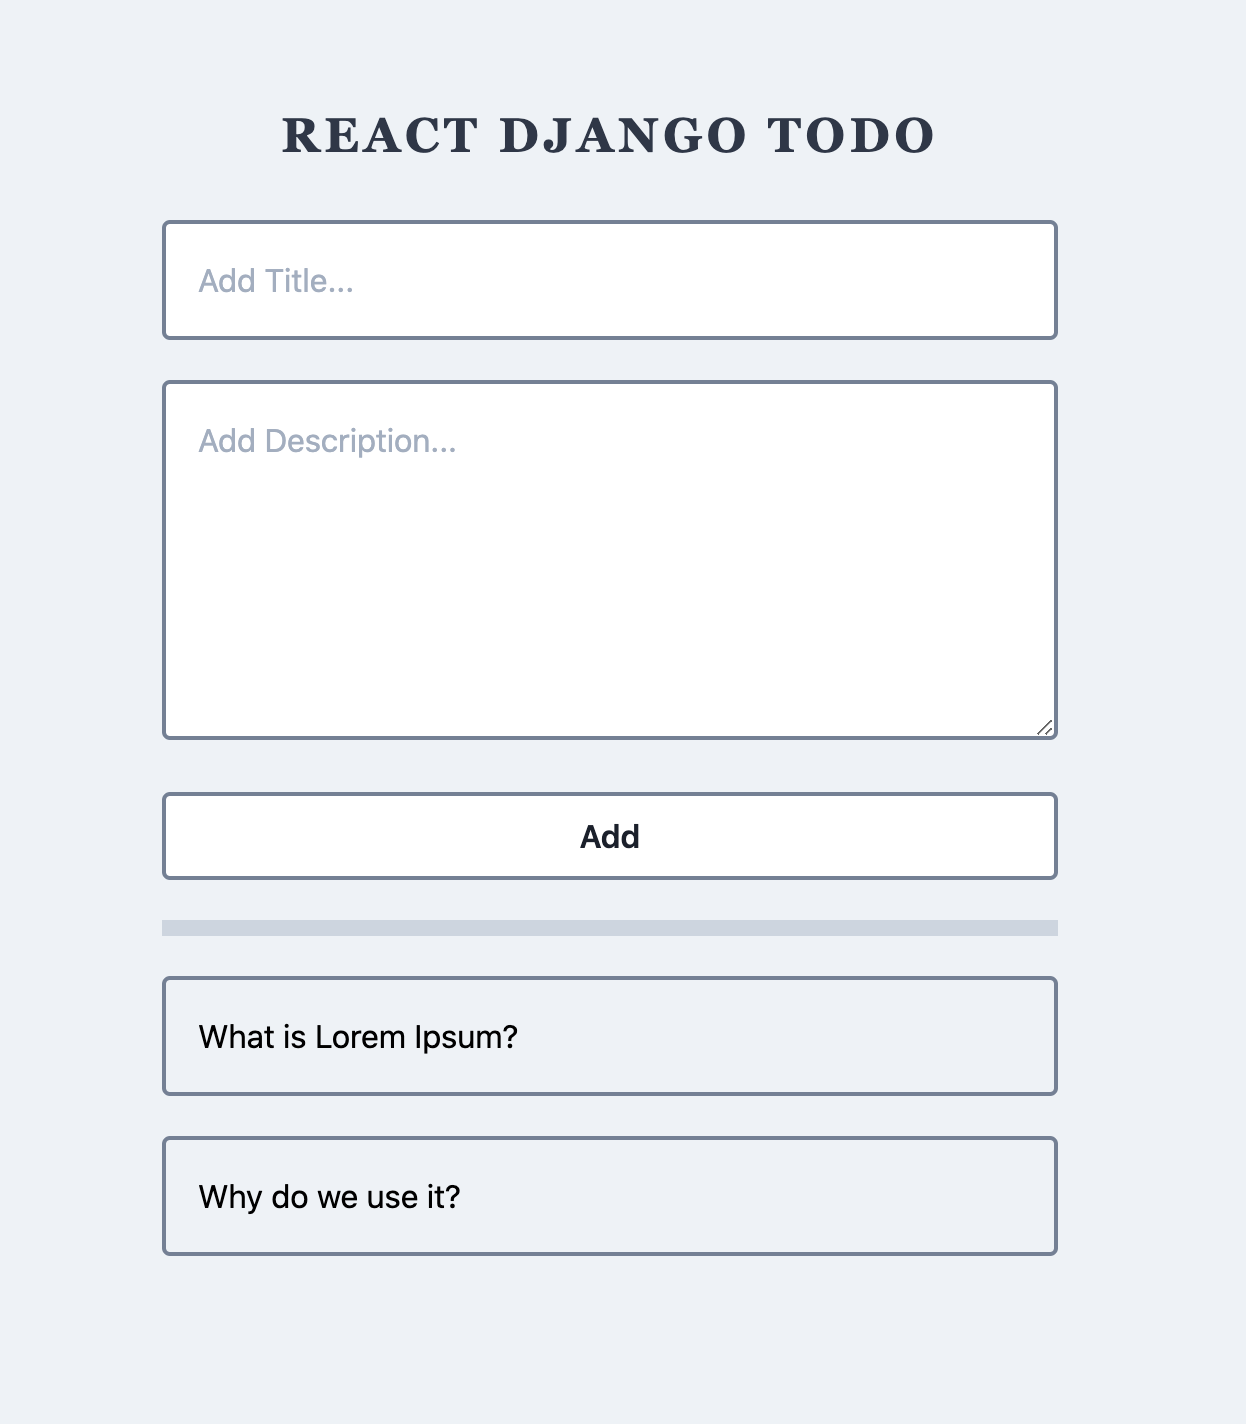 REACT DJANGO TODO
Add Title...
Add Description...
Add
What is Lorem Ipsum?
Why do we use it?